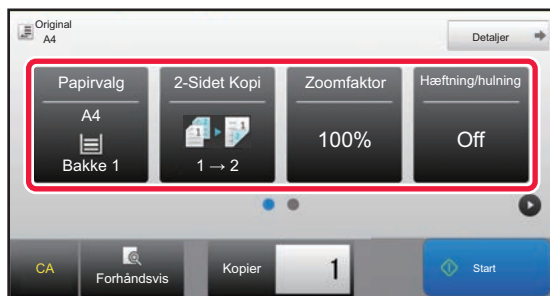 Original
A4
Detaljer
Papirvalg
A4
Bakke 1
2-Sidet Kopi
1 → 2
Zoomfaktor
100%
Hæftning/hulning
Off
CA
Forhåndsvis
Kopier
1
Start